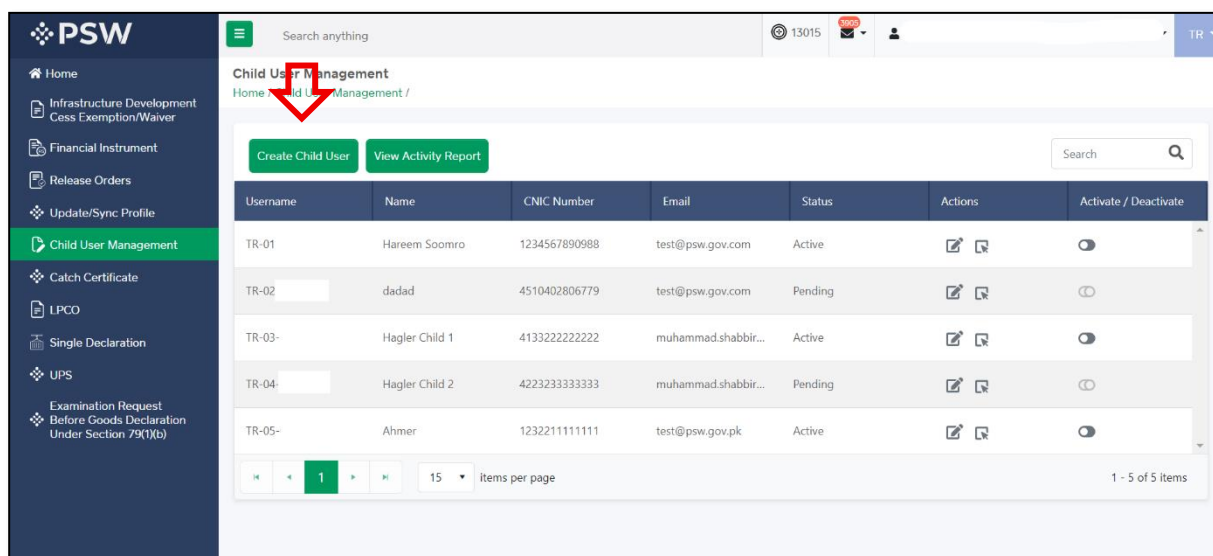 PSW
Search anything
13015
3905
TR
Home
Infrastructure Development
Cess Exemption/Waiver
Financial Instrument
Release Orders
Update/Sync Profile
Child User Management
Catch Certificate
LPCO
Single Declaration
UPS
Examination Request
Before Goods Declaration
Under Section 79(1)(b)
Child User Management
Home / Child User Management /
Create Child User View Activity Report Search
Username Name CNIC Number Email Status Actions Activate / Deactivate
TR-01 Hareem Soomro 1234567890988 test@psw.gov.com Active
TR-02 dadad 4510402806779 test@psw.gov.com Pending
TR-03- Hagler Child 1 4133222222222 muhammad.shabbir... Active
TR-04- Hagler Child 2 4223233333333 muhammad.shabbir... Pending
TR-05- Ahmer 1232211111111 test@psw.gov.pk Active
1 15 items per page 1 - 5 of 5 items